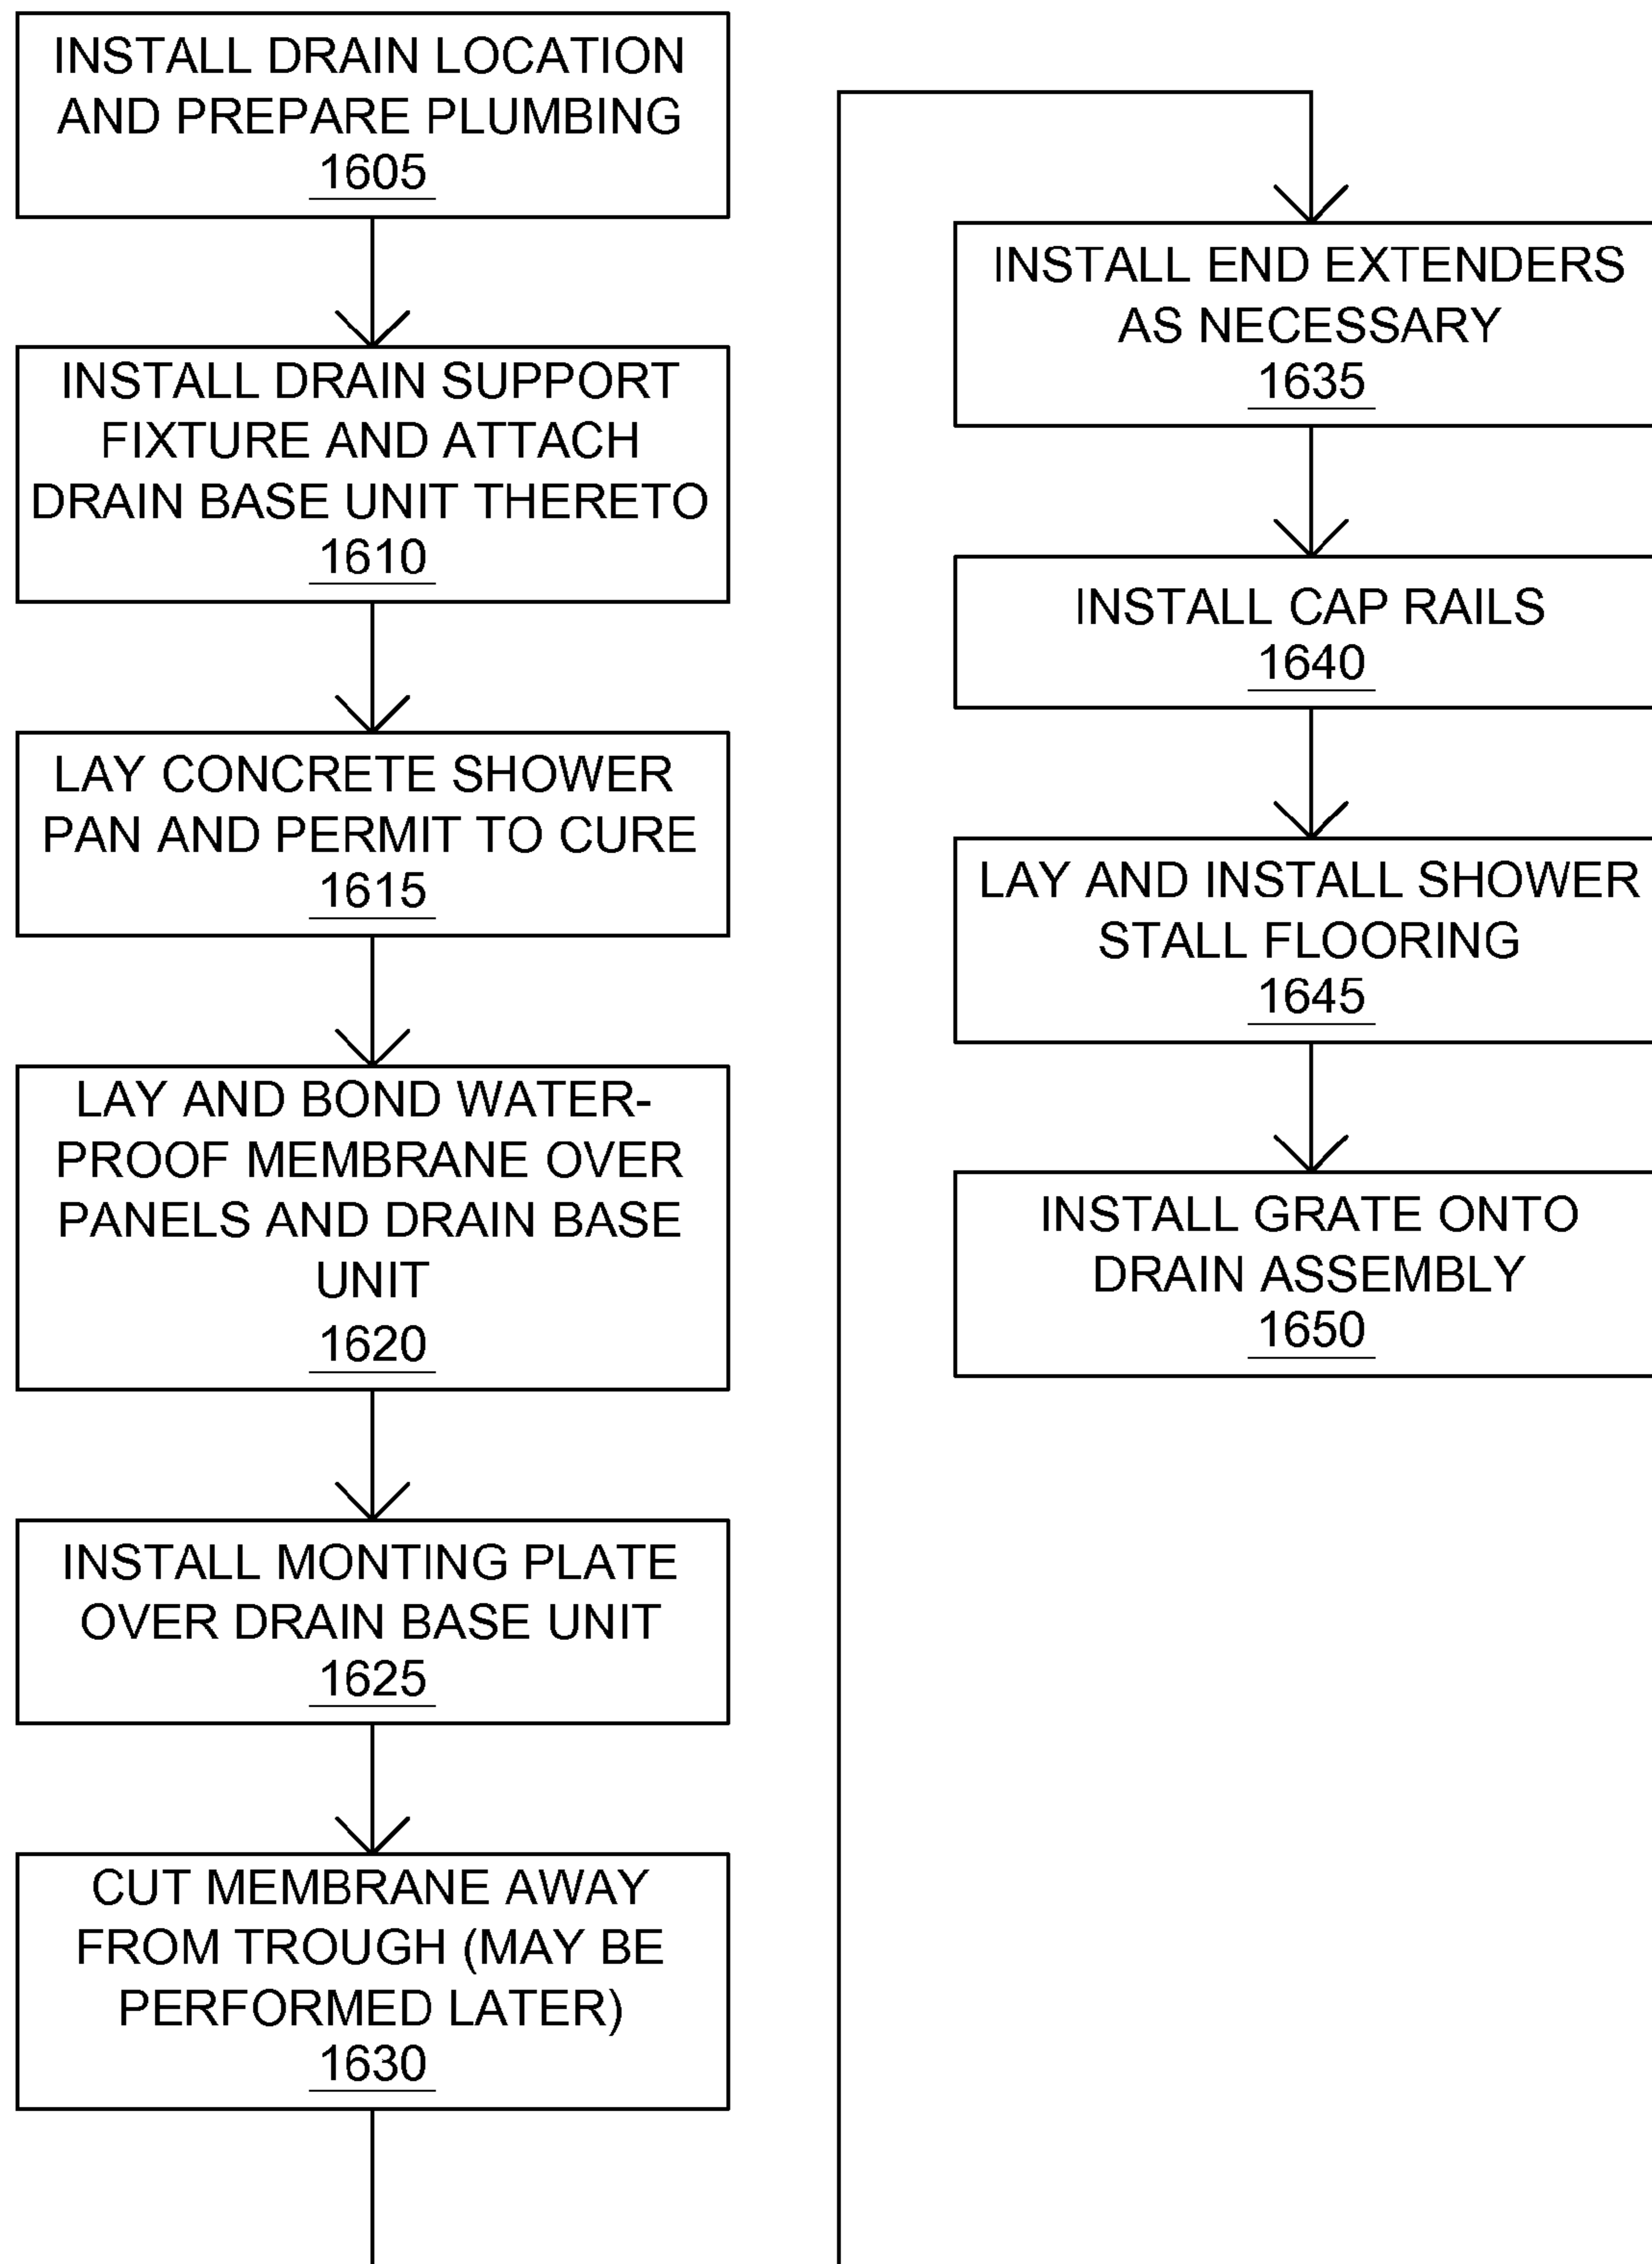 INSTALL DRAIN LOCATION
AND PREPARE PLUMBING
1605
INSTALL DRAIN SUPPORT
FIXTURE AND ATTACH
DRAIN BASE UNIT THERETO
1610
LAY CONCRETE SHOWER
PAN AND PERMIT TO CURE
1615
LAY AND BOND WATER-
PROOF MEMBRANE OVER
PANELS AND DRAIN BASE
UNIT
1620
INSTALL MONTING PLATE
OVER DRAIN BASE UNIT
1625
CUT MEMBRANE AWAY
FROM TROUGH (MAY BE
PERFORMED LATER)
1630
INSTALL END EXTENDERS
AS NECESSARY
1635
INSTALL CAP RAILS
1640
LAY AND INSTALL SHOWER
STALL FLOORING
1645
INSTALL GRATE ONTO
DRAIN ASSEMBLY
1650